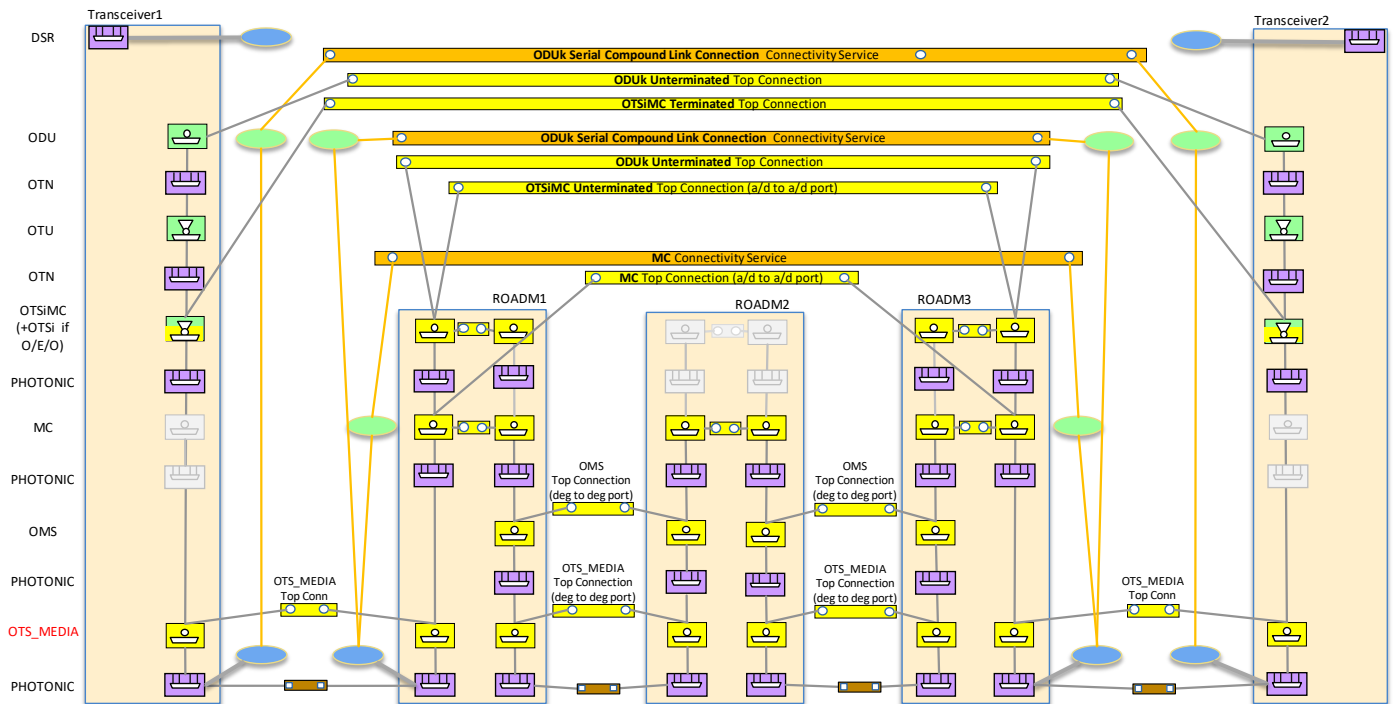 Transceiver1
Transceiver2
DSR
ODUk Serial Compound Link Connection Connectivity Service
ODUk Unterminated Top Connection
OTSiMC Terminated Top Connection
ODU
ODUk Serial Compound Link Connection Connectivity Service
ODUk Unterminated Top Connection
OTN
OTSiMC Unterminated Top Connection (a/d to a/d port)
OTU
MC Connectivity Service
OTN
MC Top Connection (a/d to a/d port)
ROADM1
ROADM2
ROADM3
OTSiMC
(+OTSi if
O/E/O)
PHOTONIC
MC
PHOTONIC
OMS
Top Connection
(deg to deg port)
OMS
Top Connection
(deg to deg port)
OMS
PHOTONIC
OTS_MEDIA
Top Conn
OTS_MEDIA
Top Connection
(deg to deg port)
OTS_MEDIA
Top Connection
(deg to deg port)
OTS_MEDIA
Top Conn
OTS_MEDIA
PHOTONIC